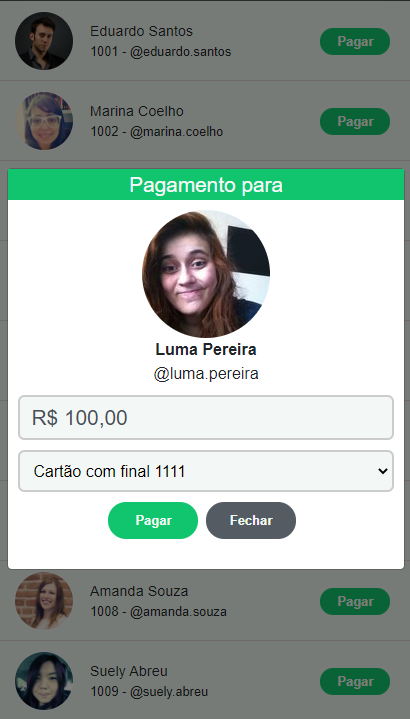 Eduardo Santos
1001 - @eduardo.santos
Pagar
Marina Coelho
1002 - @marina.coelho
Pagar
Pagamento para
Luma Pereira
@luma.pereira
R$ 100,00
Cartão com final 1111
Pagar
Fechar
Amanda Souza
1008 - @amanda.souza
Pagar
Suely Abreu
1009 - @suely.abreu
Pagar